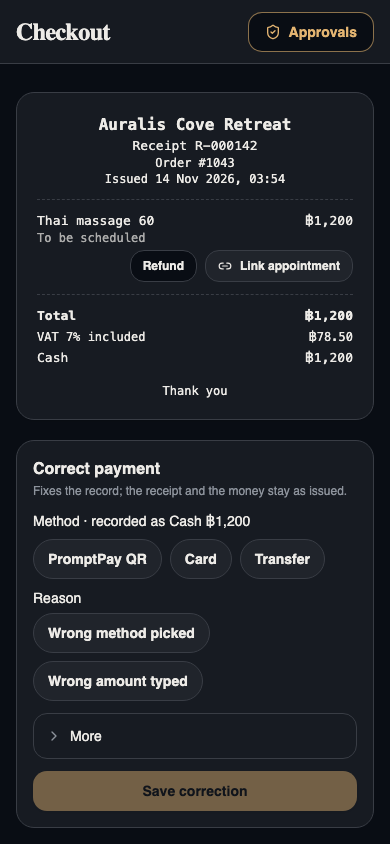 Checkout
Approvals
Auralis Cove Retreat
Receipt R-000142
Order #1043
Issued 14 Nov 2026, 03:54
Thai massage 60 ฿1,200
To be scheduled
Refund Link appointment
Total ฿1,200
VAT 7% included ฿78.50
Cash ฿1,200
Thank you
Correct payment
Fixes the record; the receipt and the money stay as issued.
Method · recorded as Cash ฿1,200
PromptPay QR Card Transfer
Reason
Wrong method picked
Wrong amount typed
More
Save correction